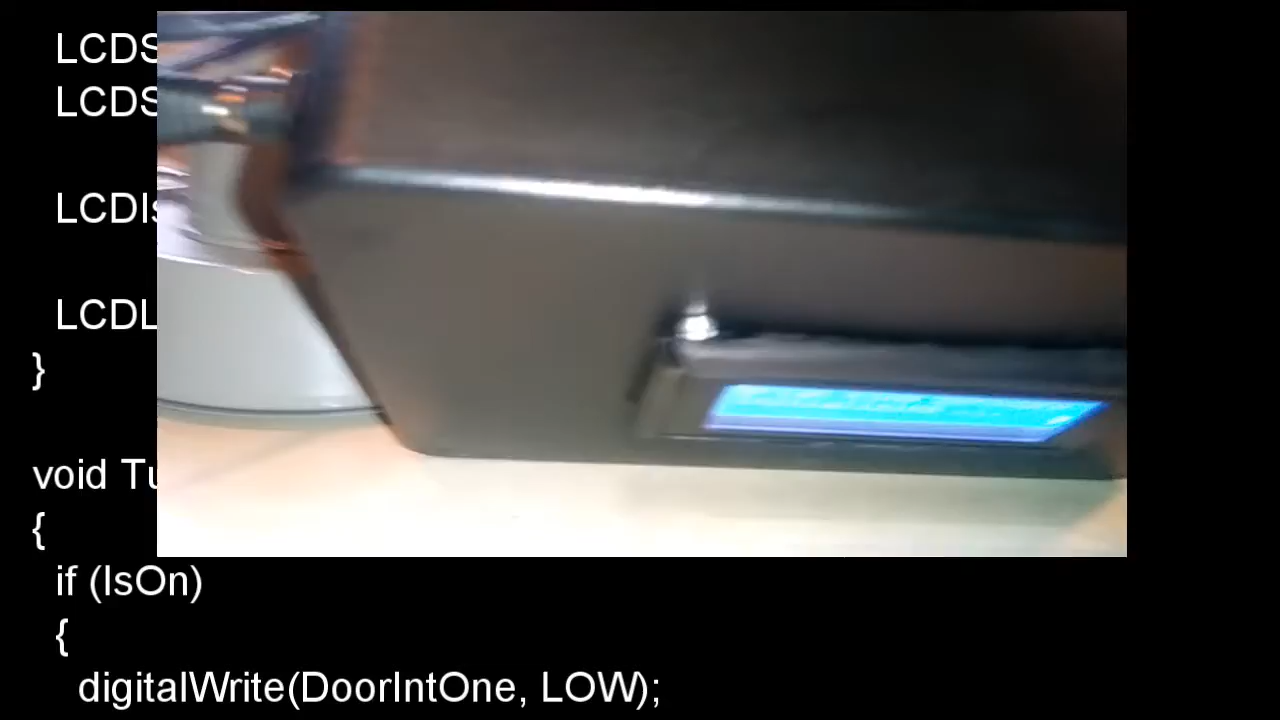 LCDS
LCDS
LCDIs
LCDL
}
void Tu
{
if (IsOn)
{
digitalWrite(DoorIntOne, LOW);